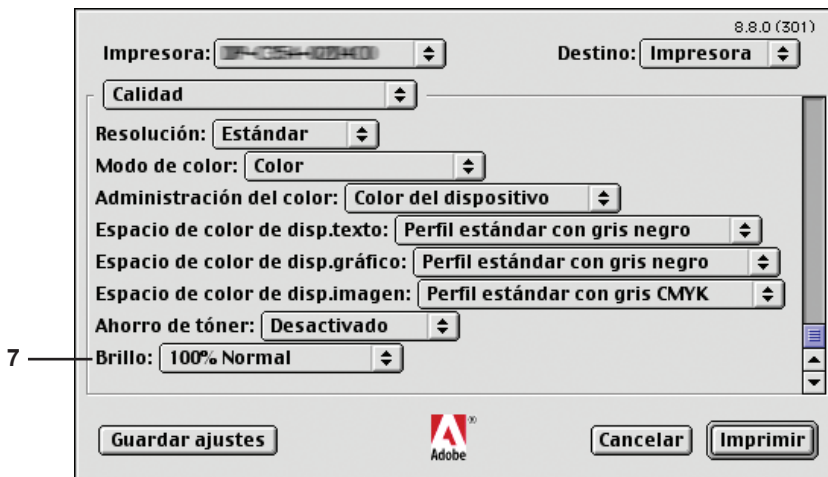 8.8.0 (301)
Impresora: Destino: Impresora
Calidad
Resolución: Estándar
Modo de color: Color
Administración del color: Color del dispositivo
Espacio de color de disp.texto: Perfil estándar con gris negro
Espacio de color de disp.gráfico: Perfil estándar con gris negro
Espacio de color de disp.imagen: Perfil estándar con gris CMYK
Ahorro de tóner: Desactivado
7 Brillo: 100% Normal
Guardar ajustes Adobe® Cancelar Imprimir